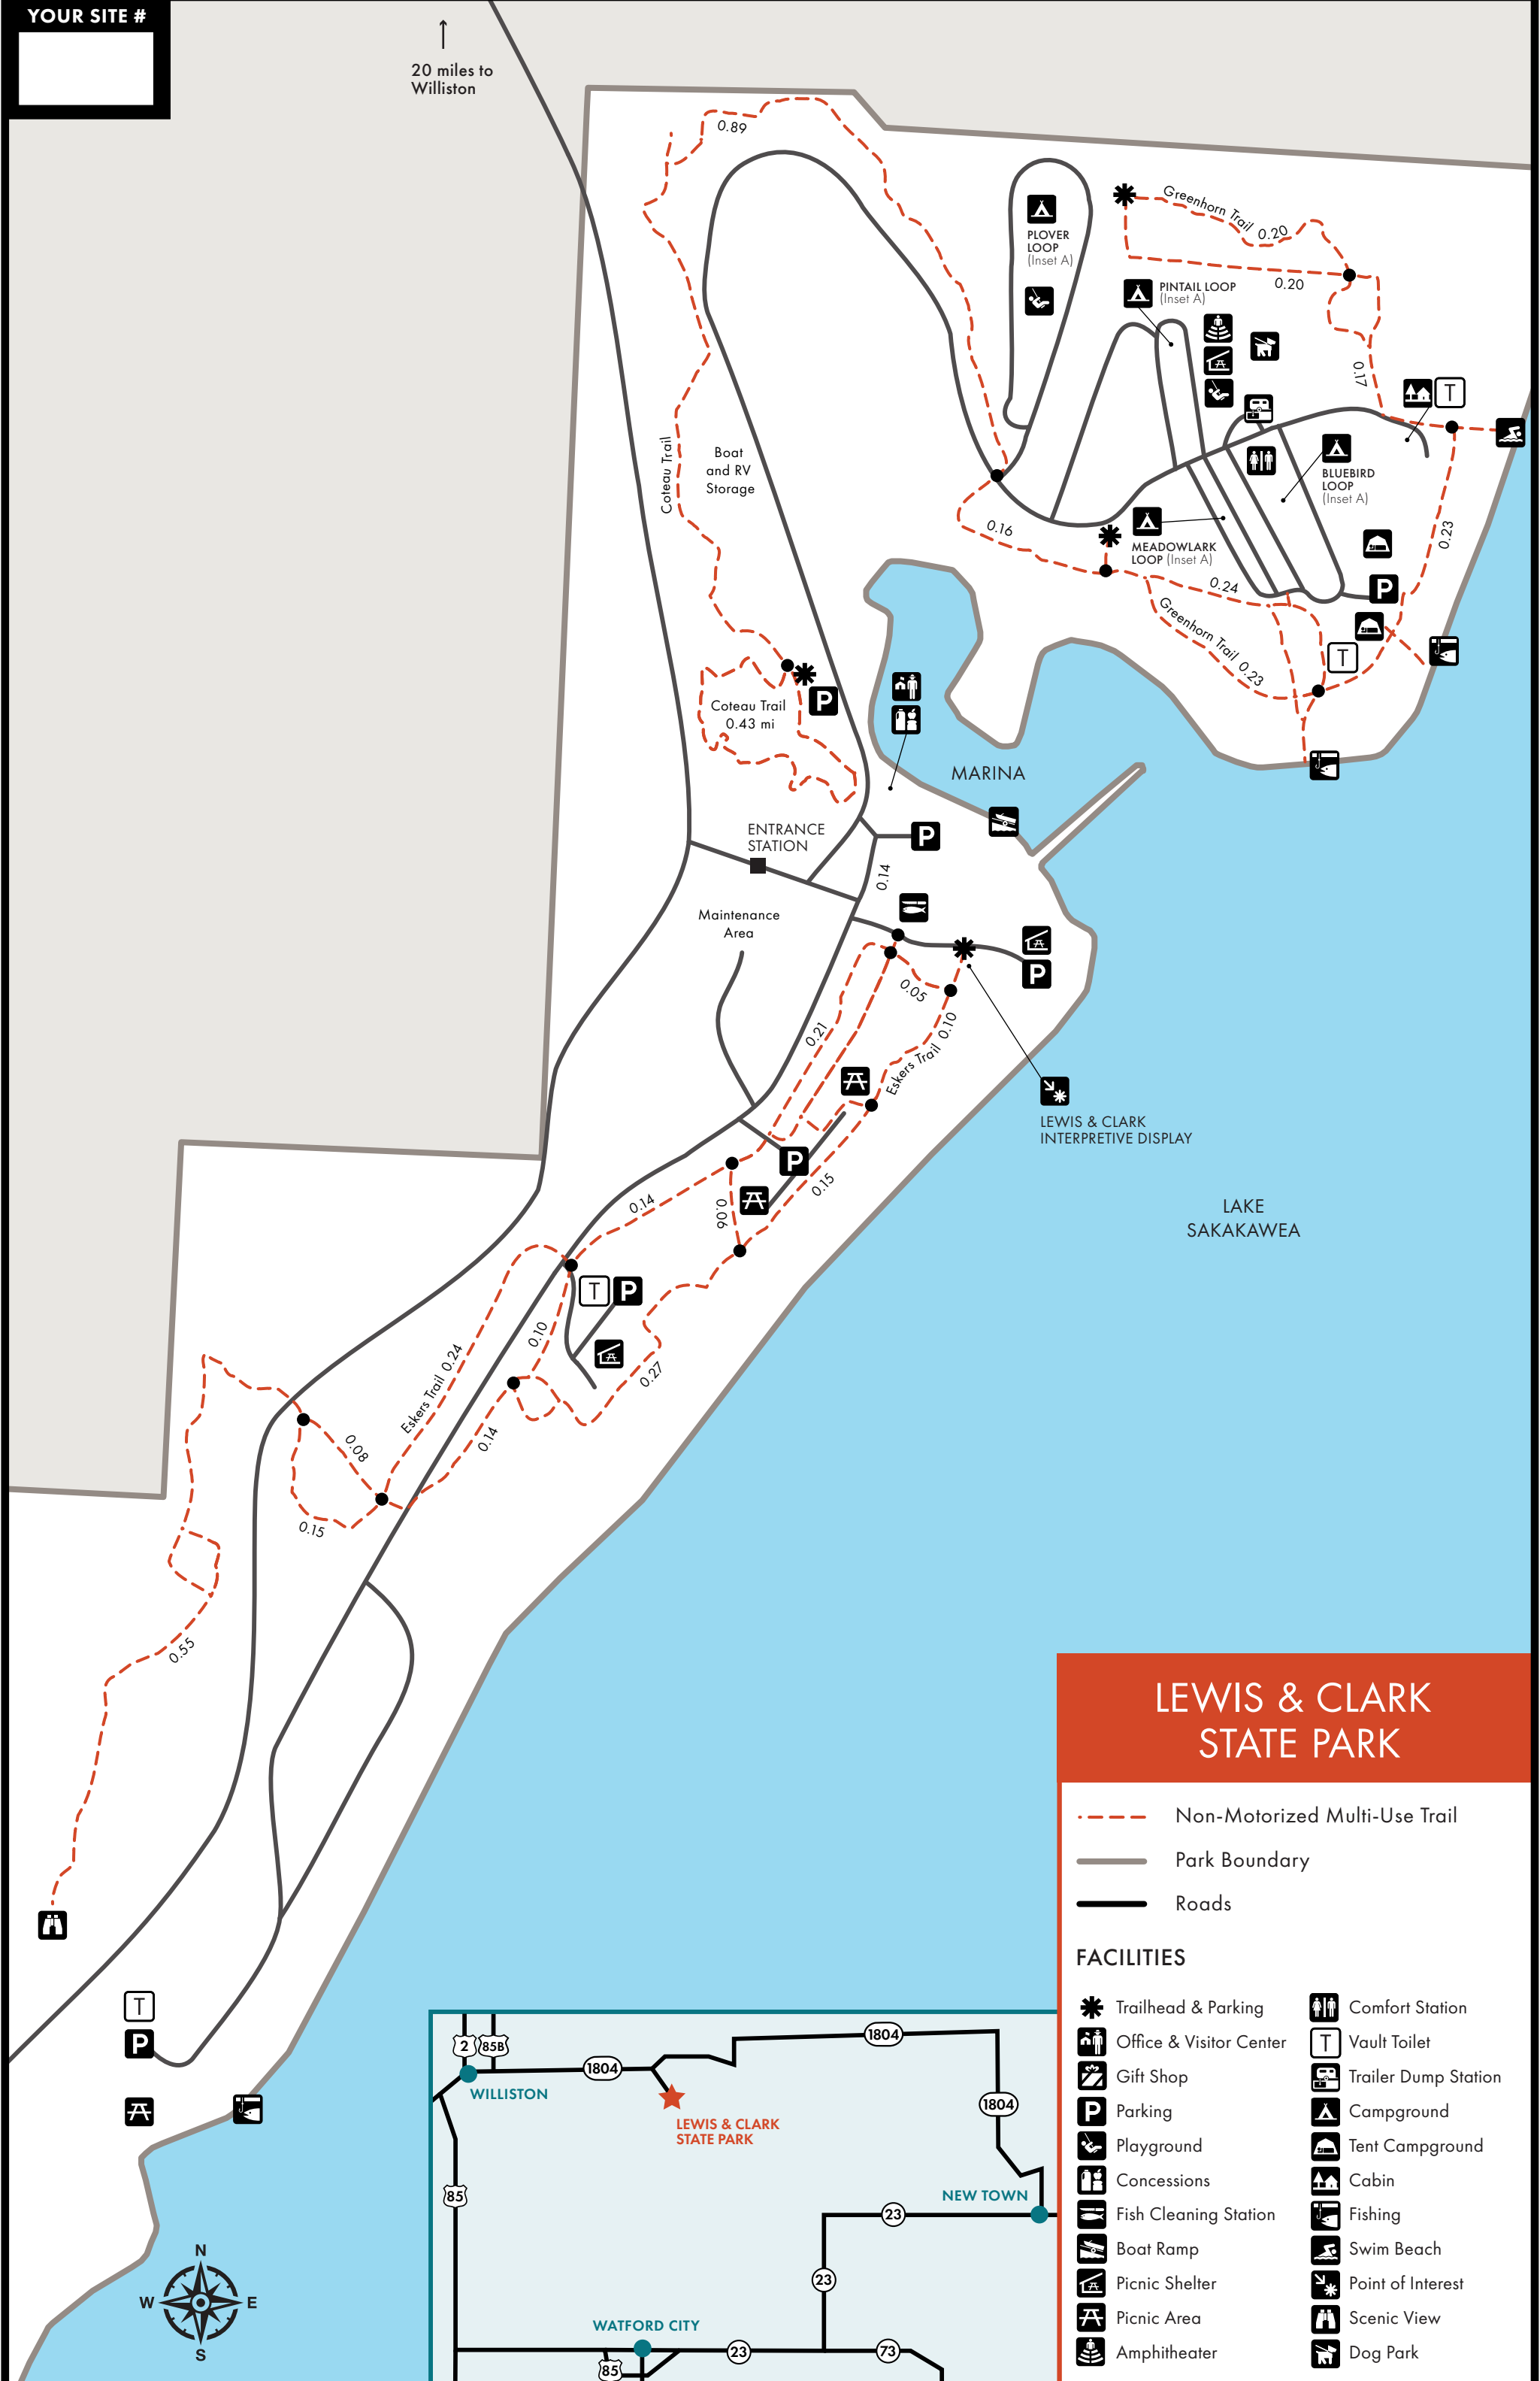 YOUR SITE #
20 miles to
Williston
0.89
PLOVER
LOOP
(Inset A)
Greenhorn Trail 0.20
0.20
PINTAIL LOOP
(Inset A)
0.17
T
Coteau Trail
Boat
and RV
Storage
BLUEBIRD
LOOP
(Inset A)
0.16
MEADOWLARK
LOOP (Inset A)
0.23
0.24
P
Greenhorn Trail 0.23
T
P
Coteau Trail
0.43 mi
MARINA
ENTRANCE
STATION
P
0.14
Maintenance
Area
P
0.05
0.21
Eskers Trail 0.10
LEWIS & CLARK
INTERPRETIVE DISPLAY
P
0.15
0.14
0.06
LAKE
SAKAKAWEA
T
P
0.10
Eskers Trail 0.24
0.27
0.14
0.08
0.15
0.55
T
P
N
W
E
S
LEWIS & CLARK
STATE PARK
Non-Motorized Multi-Use Trail
Park Boundary
Roads
FACILITIES
Trailhead & Parking
Office & Visitor Center
Gift Shop
P Parking
Playground
Concessions
Fish Cleaning Station
Boat Ramp
Picnic Shelter
Picnic Area
Amphitheater
Comfort Station
T Vault Toilet
Trailer Dump Station
Campground
Tent Campground
Cabin
Fishing
Swim Beach
Point of Interest
Scenic View
Dog Park
2
85B
1804
1804
WILLISTON
LEWIS & CLARK
STATE PARK
1804
85
NEW TOWN
23
23
WATFORD CITY
23
73
85